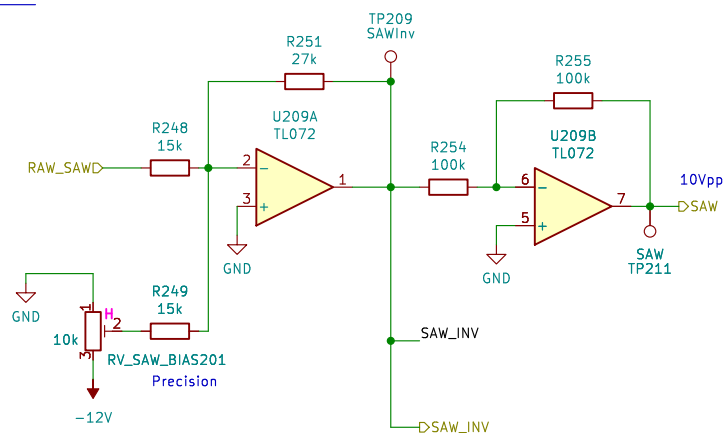 TP209
SAWInv
R251
27k
R255
100k
U209A
TL072
R248
15k
U209B
TL072
R254
100k
RAW_SAW
2
-
1
3
+
6
-
7
5
+
10Vpp
SAW
GND
GND
SAW
TP211
R249
15k
GND
1
H
2
10k
3
RV_SAW_BIAS201
Precision
-12V
SAW_INV
SAW_INV